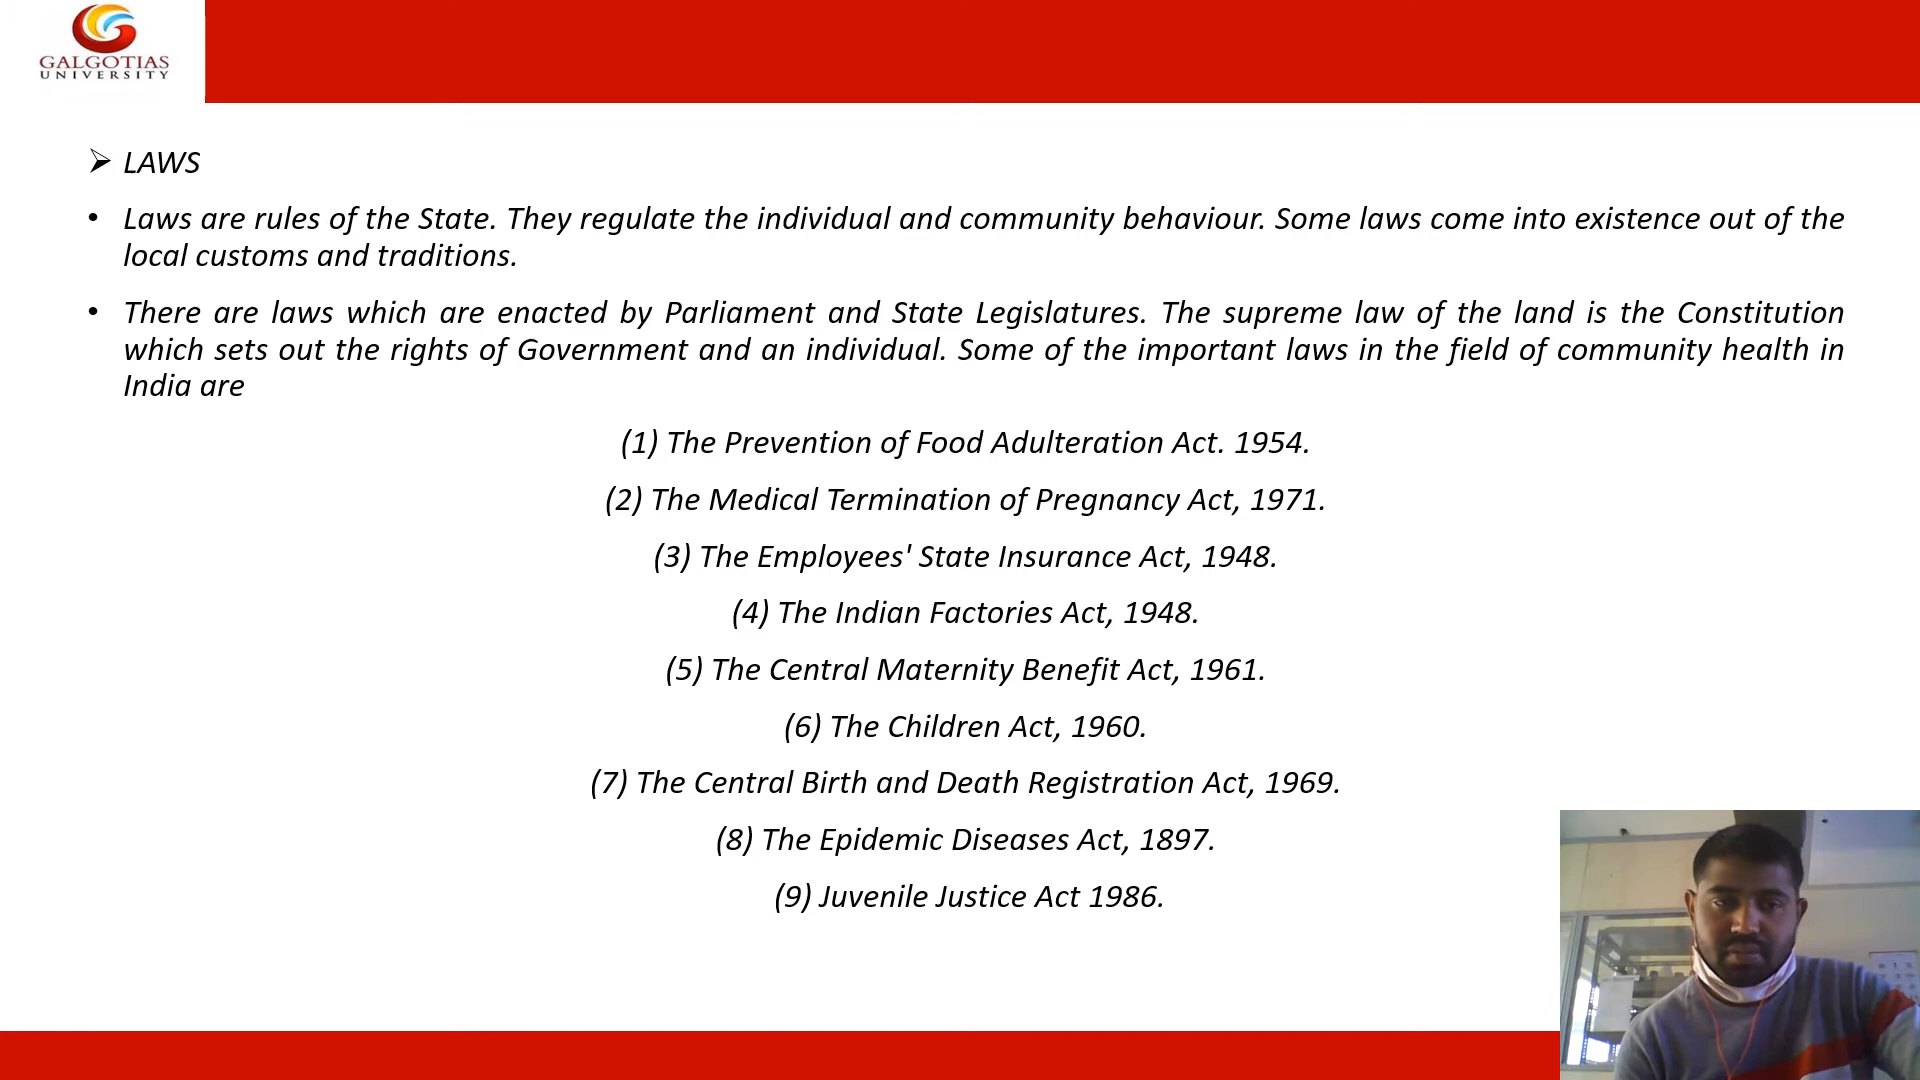 GALGOTIAS
UNIVERSITY
➢ LAWS
• Laws are rules of the State. They regulate the individual and community behaviour. Some laws come into existence out of the
local customs and traditions.
• There are laws which are enacted by Parliament and State Legislatures. The supreme law of the land is the Constitution
which sets out the rights of Government and an individual. Some of the important laws in the field of community health in
India are
(1) The Prevention of Food Adulteration Act. 1954.
(2) The Medical Termination of Pregnancy Act, 1971.
(3) The Employees' State Insurance Act, 1948.
(4) The Indian Factories Act, 1948.
(5) The Central Maternity Benefit Act, 1961.
(6) The Children Act, 1960.
(7) The Central Birth and Death Registration Act, 1969.
(8) The Epidemic Diseases Act, 1897.
(9) Juvenile Justice Act 1986.